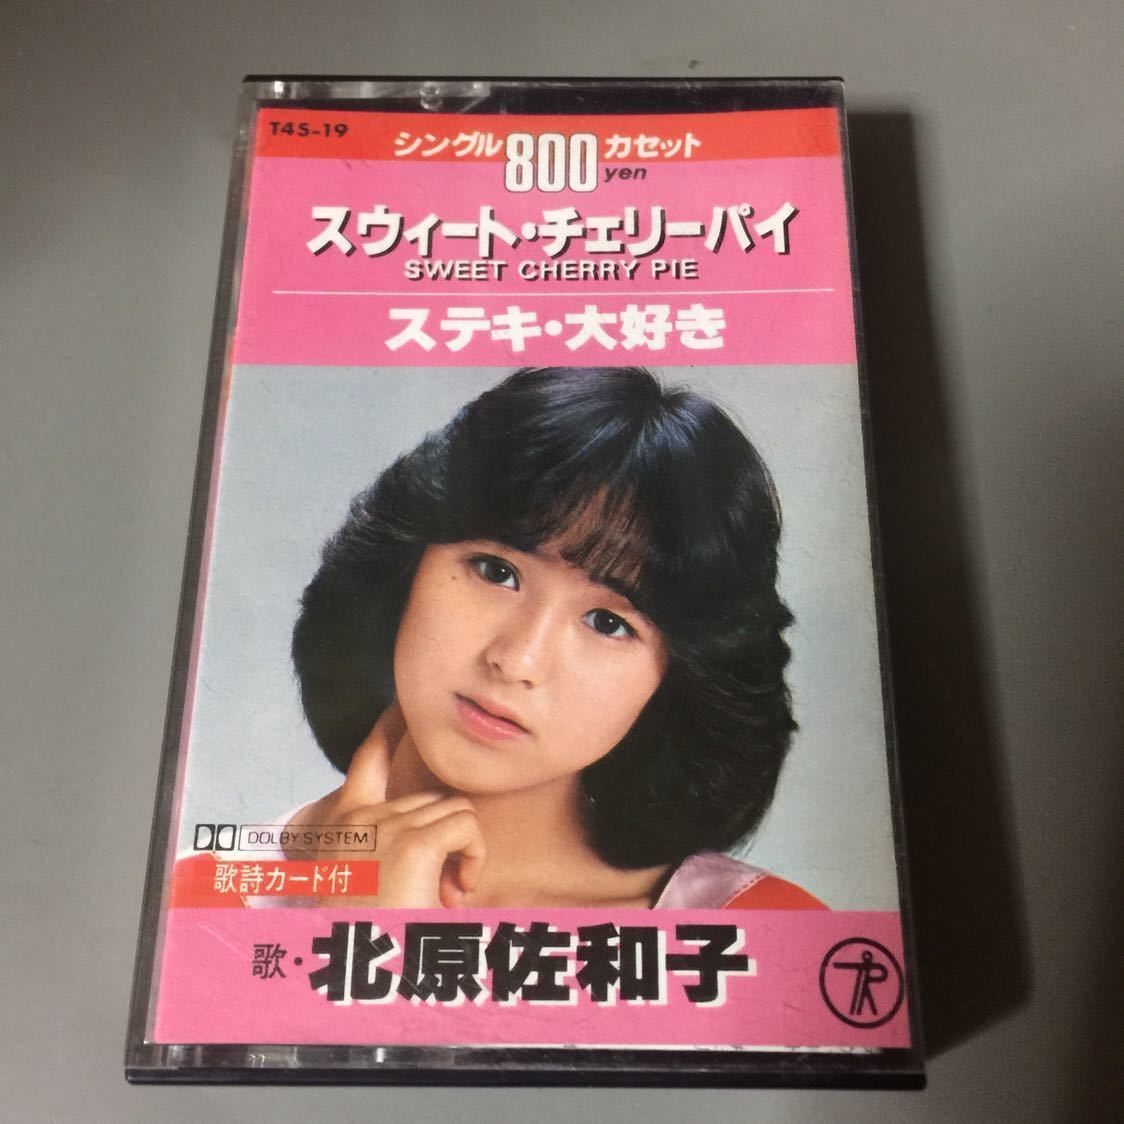 T4S-19
シングル800カセット
yen
スウィート・チェリーパイ
SWEET CHERRY PIE
ステキ・大好き
DOLBY SYSTEM
歌詩カード付
歌・北原佐和子